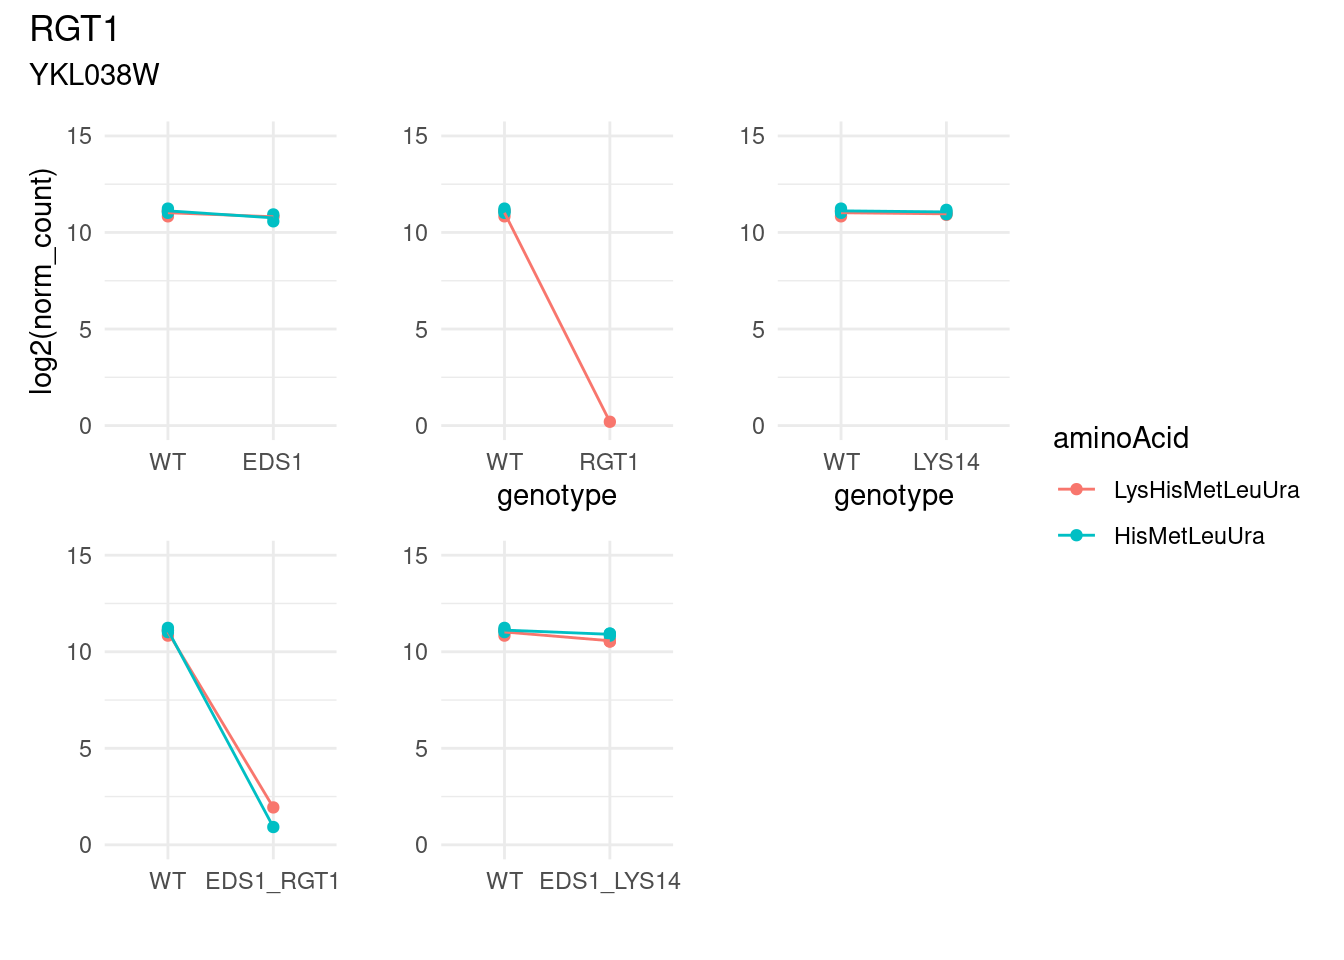 RGT1
YKL038W
log2(norm_count)
15
10
5
0
WT EDS1
15
10
5
0
WT RGT1
genotype
15
10
5
0
WT LYS14
genotype
aminoAcid
LysHisMetLeuUra
HisMetLeuUra
15
10
5
0
WT EDS1_RGT1
15
10
5
0
WT EDS1_LYS14